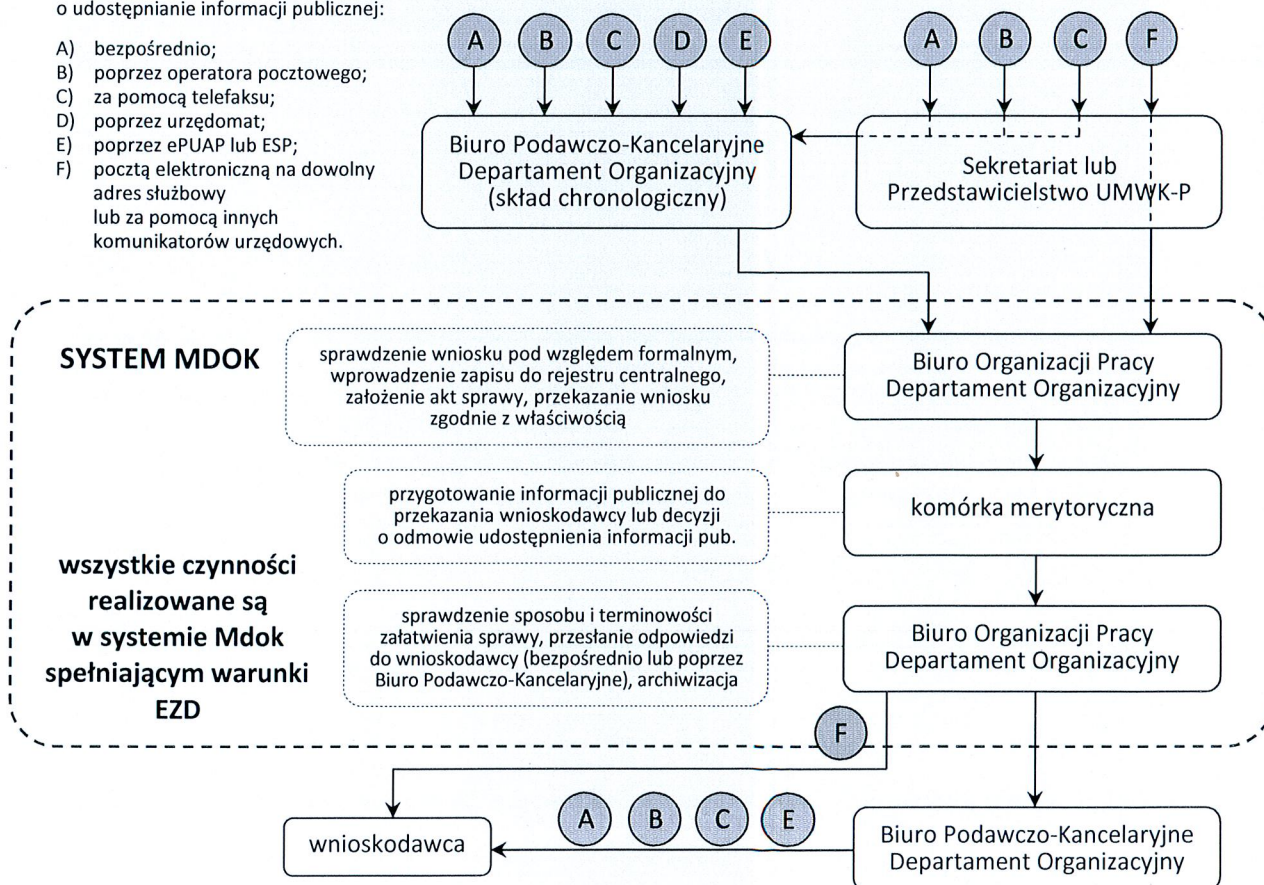 o udostępnianie informacji publicznej:
A) bezpośrednio;
B) poprzez operatora pocztowego;
C) za pomocą telefaksu;
D) poprzez urzędomat;
E) poprzez ePUAP lub ESP;
F) pocztą elektroniczną na dowolny
adres służbowy
lub za pomocą innych
komunikatorów urzędowych.
A B C D E
A B C F
Biuro Podawczo-Kancelaryjne
Departament Organizacyjny
(skład chronologiczny)
Sekretariat lub
Przedstawicielstwo UMWK-P
SYSTEM MDOK
sprawdzenie wniosku pod względem formalnym,
wprowadzenie zapisu do rejestru centralnego,
założenie akt sprawy, przekazanie wniosku
zgodnie z właściwością
Biuro Organizacji Pracy
Departament Organizacyjny
przygotowanie informacji publicznej do
przekazania wnioskodawcy lub decyzji
o odmowie udostępnienia informacji pub.
komórka merytoryczna
wszystkie czynności
realizowane są
w systemie Mdok
spełniającym warunki
EZD
sprawdzenie sposobu i terminowości
załatwienia sprawy, przesłanie odpowiedzi
do wnioskodawcy (bezpośrednio lub poprzez
Biuro Podawczo-Kancelaryjne), archiwizacja
Biuro Organizacji Pracy
Departament Organizacyjny
F
wnioskodawca
A B C E
Biuro Podawczo-Kancelaryjne
Departament Organizacyjny